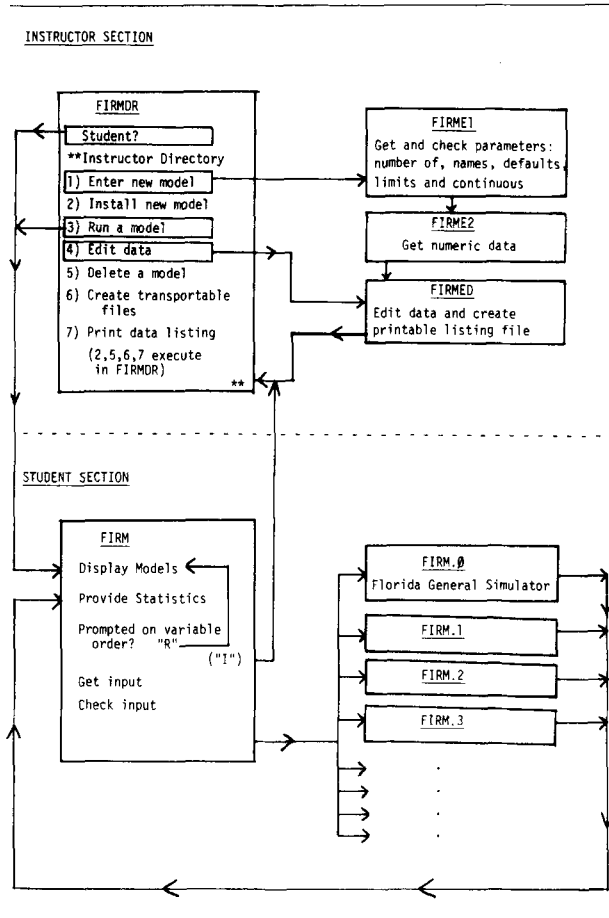 INSTRUCTOR SECTION
FIRMDR
Student?
**Instructor Directory
1) Enter new model
2) Install new model
3) Run a model
4) Edit data
5) Delete a model
6) Create transportable
files
7) Print data listing
(2,5,6,7 execute
in FIRMDR)
**
FIRME1
Get and check parameters:
number of, names, defaults
limits and continuous
FIRME2
Get numeric data
FIRMED
Edit data and create
printable listing file
STUDENT SECTION
FIRM
Display Models
Provide Statistics
Prompted on variable
order? "R"
("I")
Get input
Check input
FIRM.Ø
Florida General Simulator
FIRM.1
FIRM.2
FIRM.3